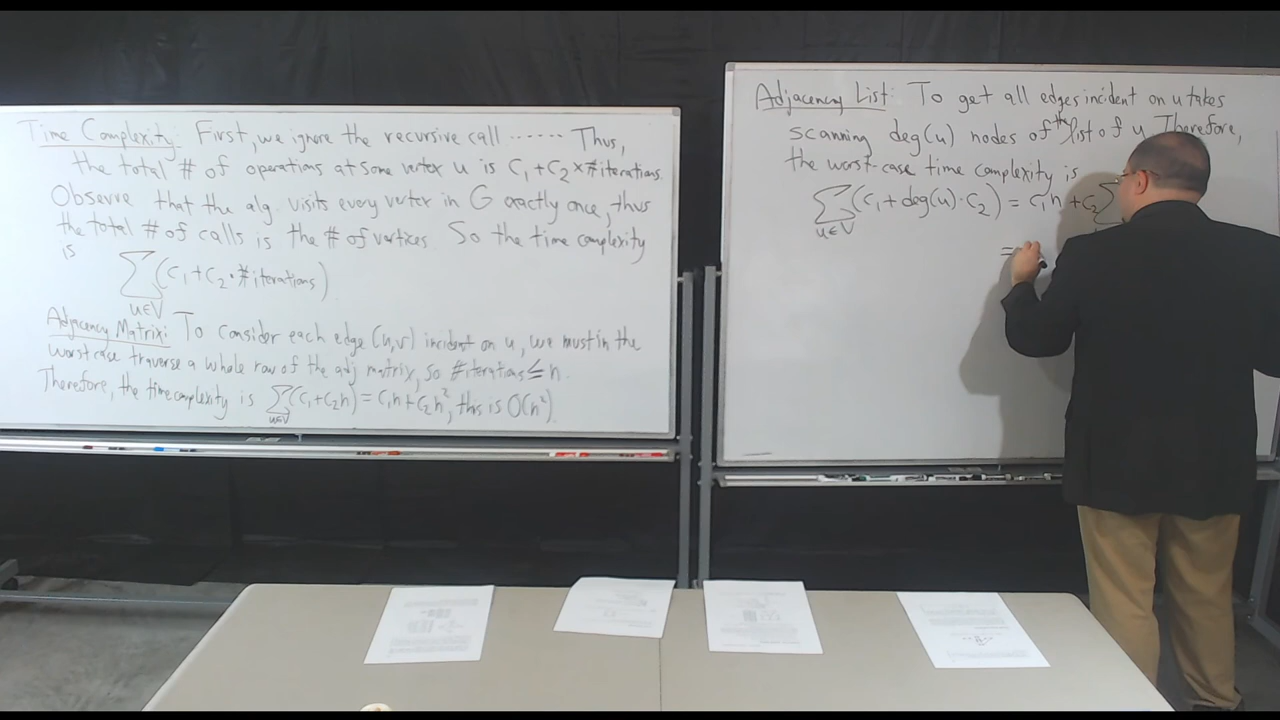 Time Complexity: First, we ignore the recursive call ...... Thus,
the total # of operations at some vertex u is C₁+C₂×#iterations.
Observe that the alg. visits every vertex in G exactly once, thus
the total # of calls is the # of vertices. So the time complexity
is
∑(C₁+C₂·#iterations)
u∈V
Adjacency Matrix: To consider each edge (u,v) incident on u, we must in the
worst case traverse a whole row of the adj matrix, so #iterations ≤ n.
Therefore, the time complexity is ∑(C₁+C₂n) = C₁n+C₂n², this is O(n²).
u∈V
Adjacency List: To get all edges incident on u takes
scanning deg(u) nodes of the list of u. Therefore,
the worst-case time complexity is
∑(C₁+deg(u)·C₂) = C₁n + C₂∑
u∈V
=